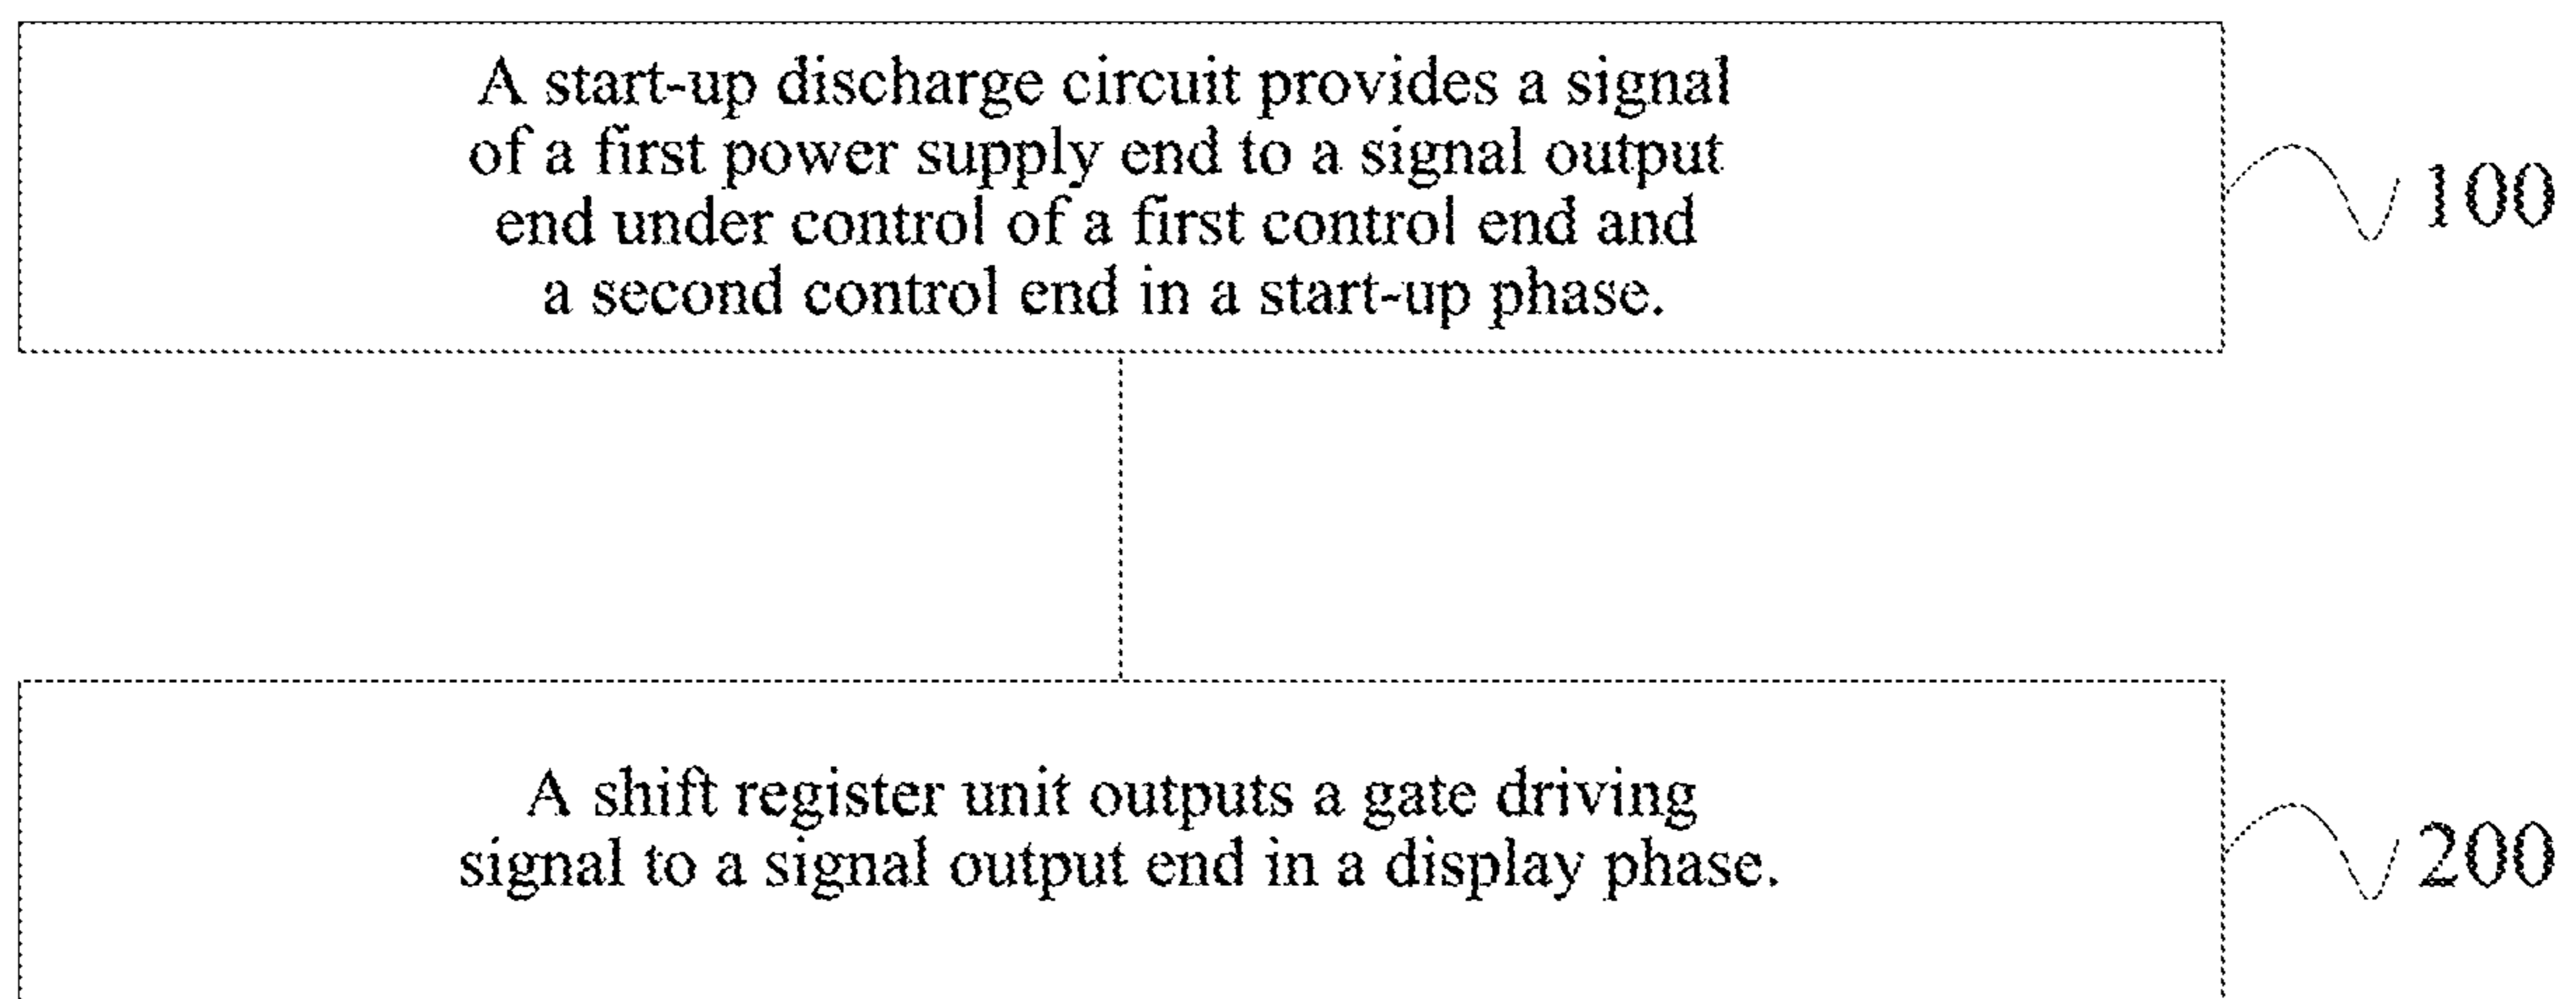 A start-up discharge circuit provides a signal
of a first power supply end to a signal output
end under control of a first control end and
a second control end in a start-up phase.
100
A shift register unit outputs a gate driving
signal to a signal output end in a display phase.
200